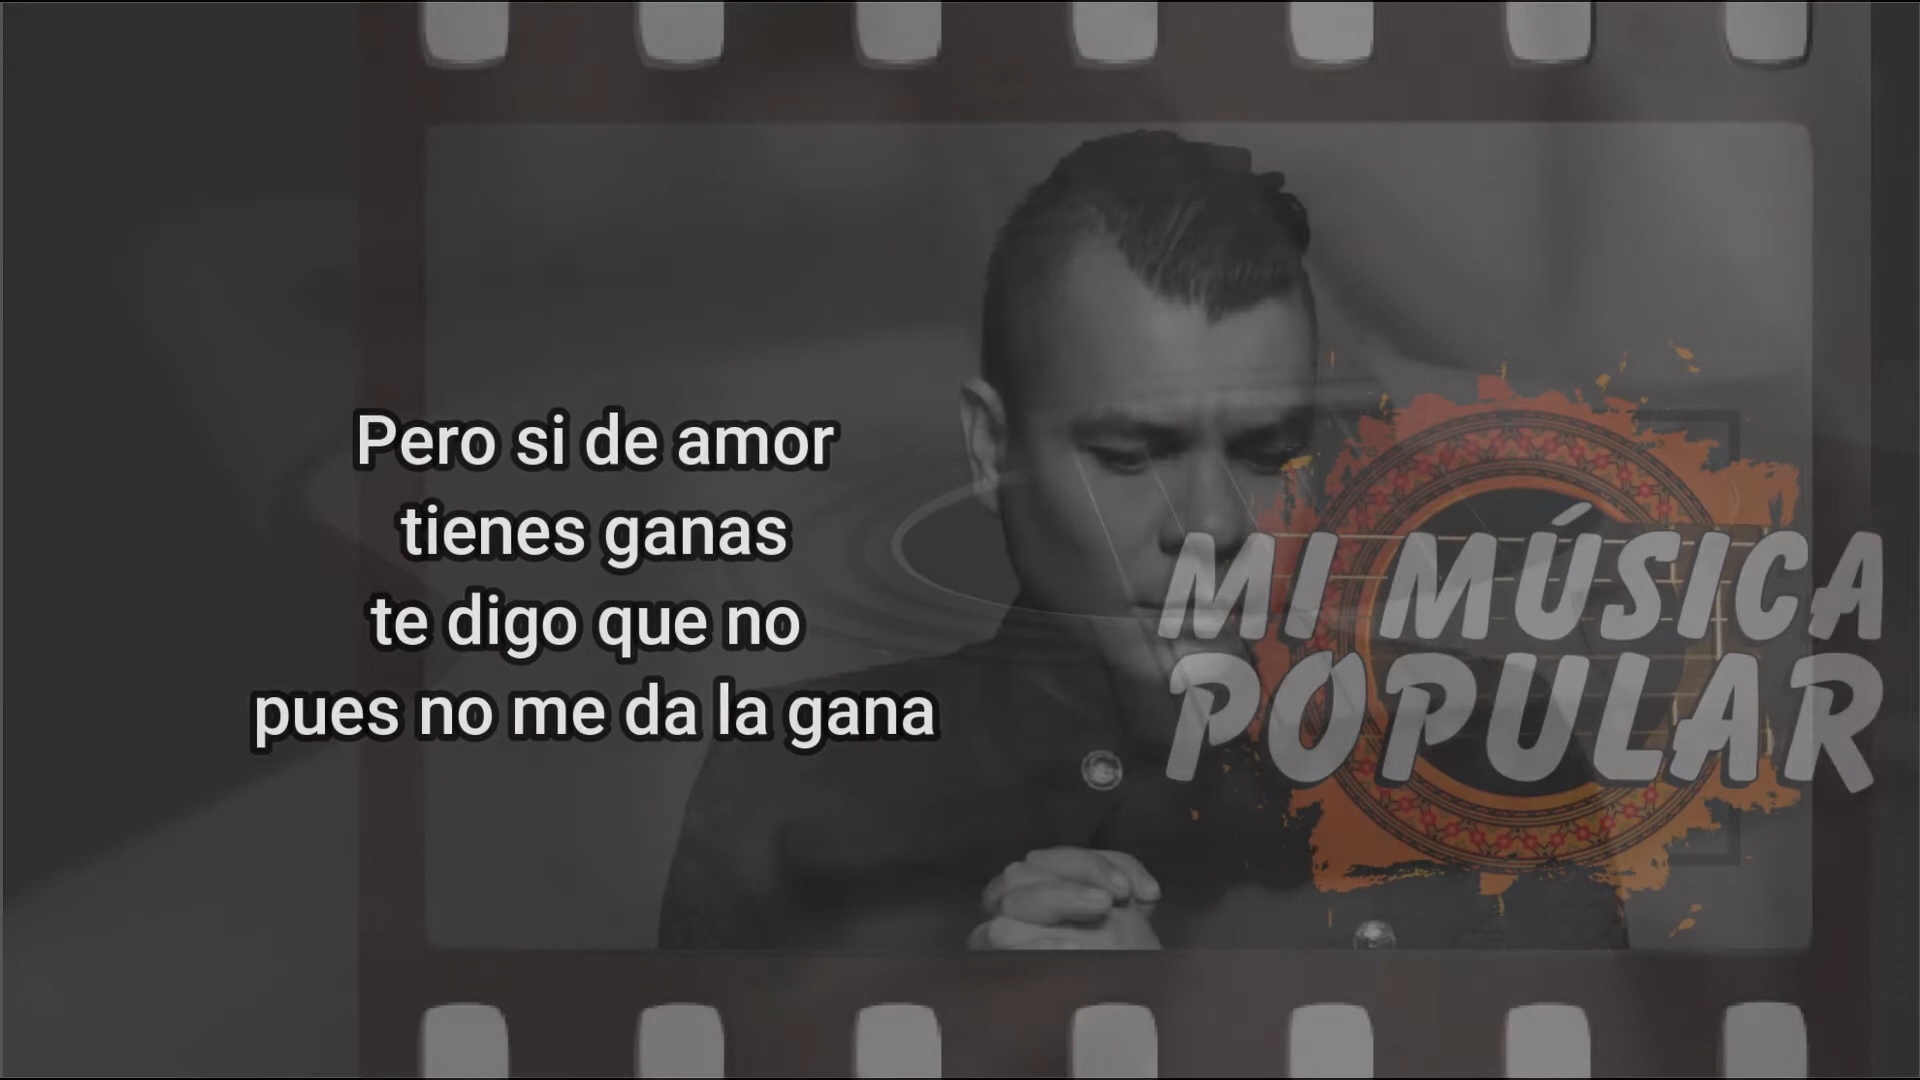 Pero si de amor
tienes ganas
te digo que no
pues no me da la gana
MI MÚSICA
POPULAR